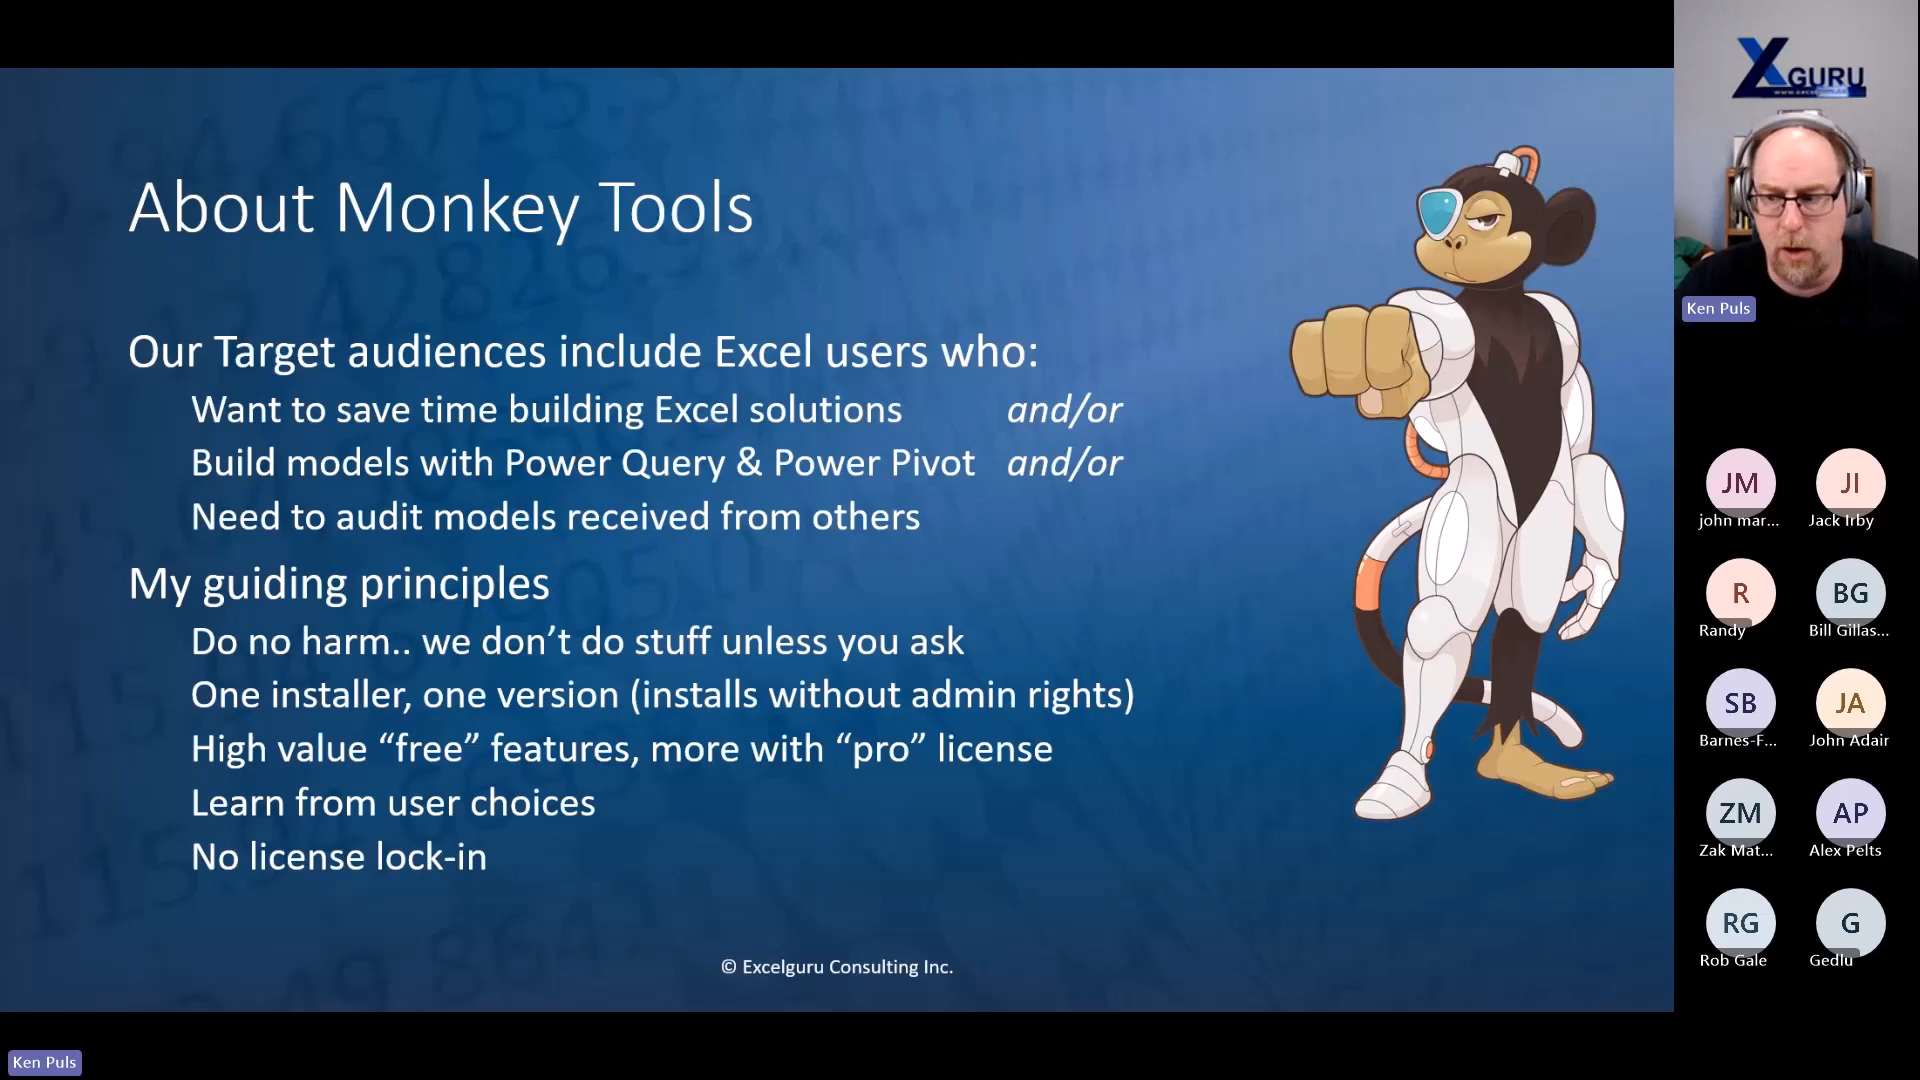 About Monkey Tools
Our Target audiences include Excel users who:
Want to save time building Excel solutions and/or
Build models with Power Query & Power Pivot and/or
Need to audit models received from others
My guiding principles
Do no harm.. we don’t do stuff unless you ask
One installer, one version (installs without admin rights)
High value “free” features, more with “pro” license
Learn from user choices
No license lock-in
© Excelguru Consulting Inc.
Ken Puls
XGURU
Ken Puls
JM
john mar...
JI
Jack Irby
R
Randy
BG
Bill Gillas...
SB
Barnes-F...
JA
John Adair
ZM
Zak Mat...
AP
Alex Pelts
RG
Rob Gale
G
Gedlu